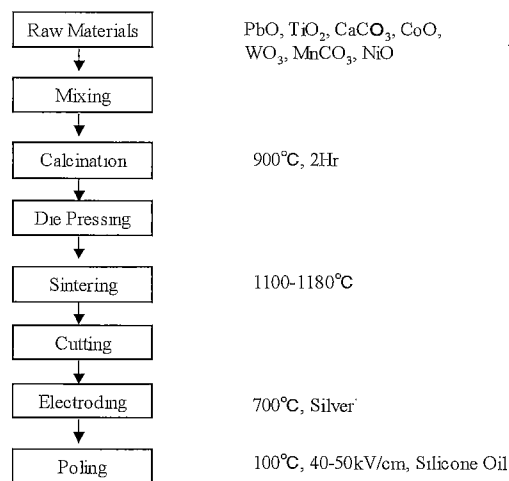 Raw Materials PbO, TiO₂, CaCO₃, CoO,
WO₃, MnCO₃, NiO
Mixing
Calcination 900°C, 2Hr
Die Pressing
Sintering 1100-1180°C
Cutting
Electroding 700°C, Silver
Poling 100°C, 40-50kV/cm, Silicone Oil